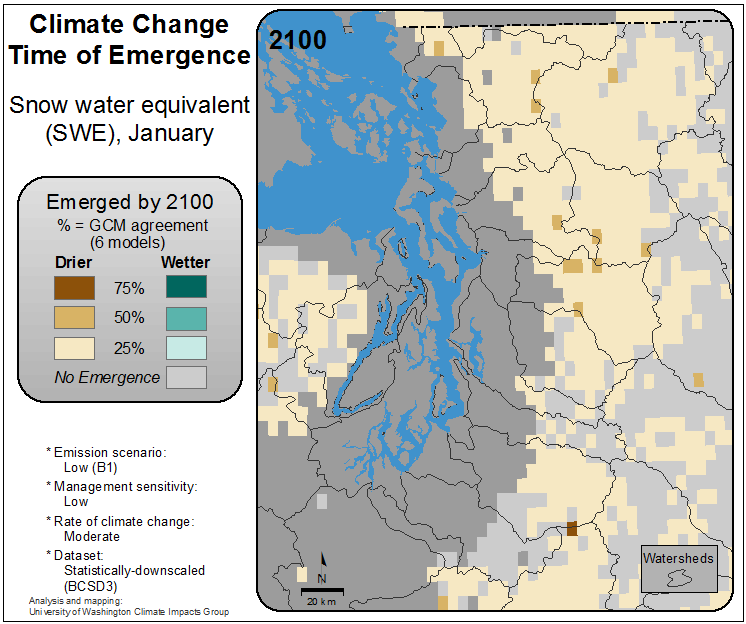 Climate Change
Time of Emergence
Snow water equivalent
(SWE), January
Emerged by 2100
% = GCM agreement
(6 models)
Drier Wetter
75%
50%
25%
No Emergence
* Emission scenario:
Low (B1)
* Management sensitivity:
Low
* Rate of climate change:
Moderate
* Dataset:
Statistically-downscaled
(BCSD3)
Analysis and mapping:
University of Washington Climate Impacts Group
2100
N
20 km
Watersheds